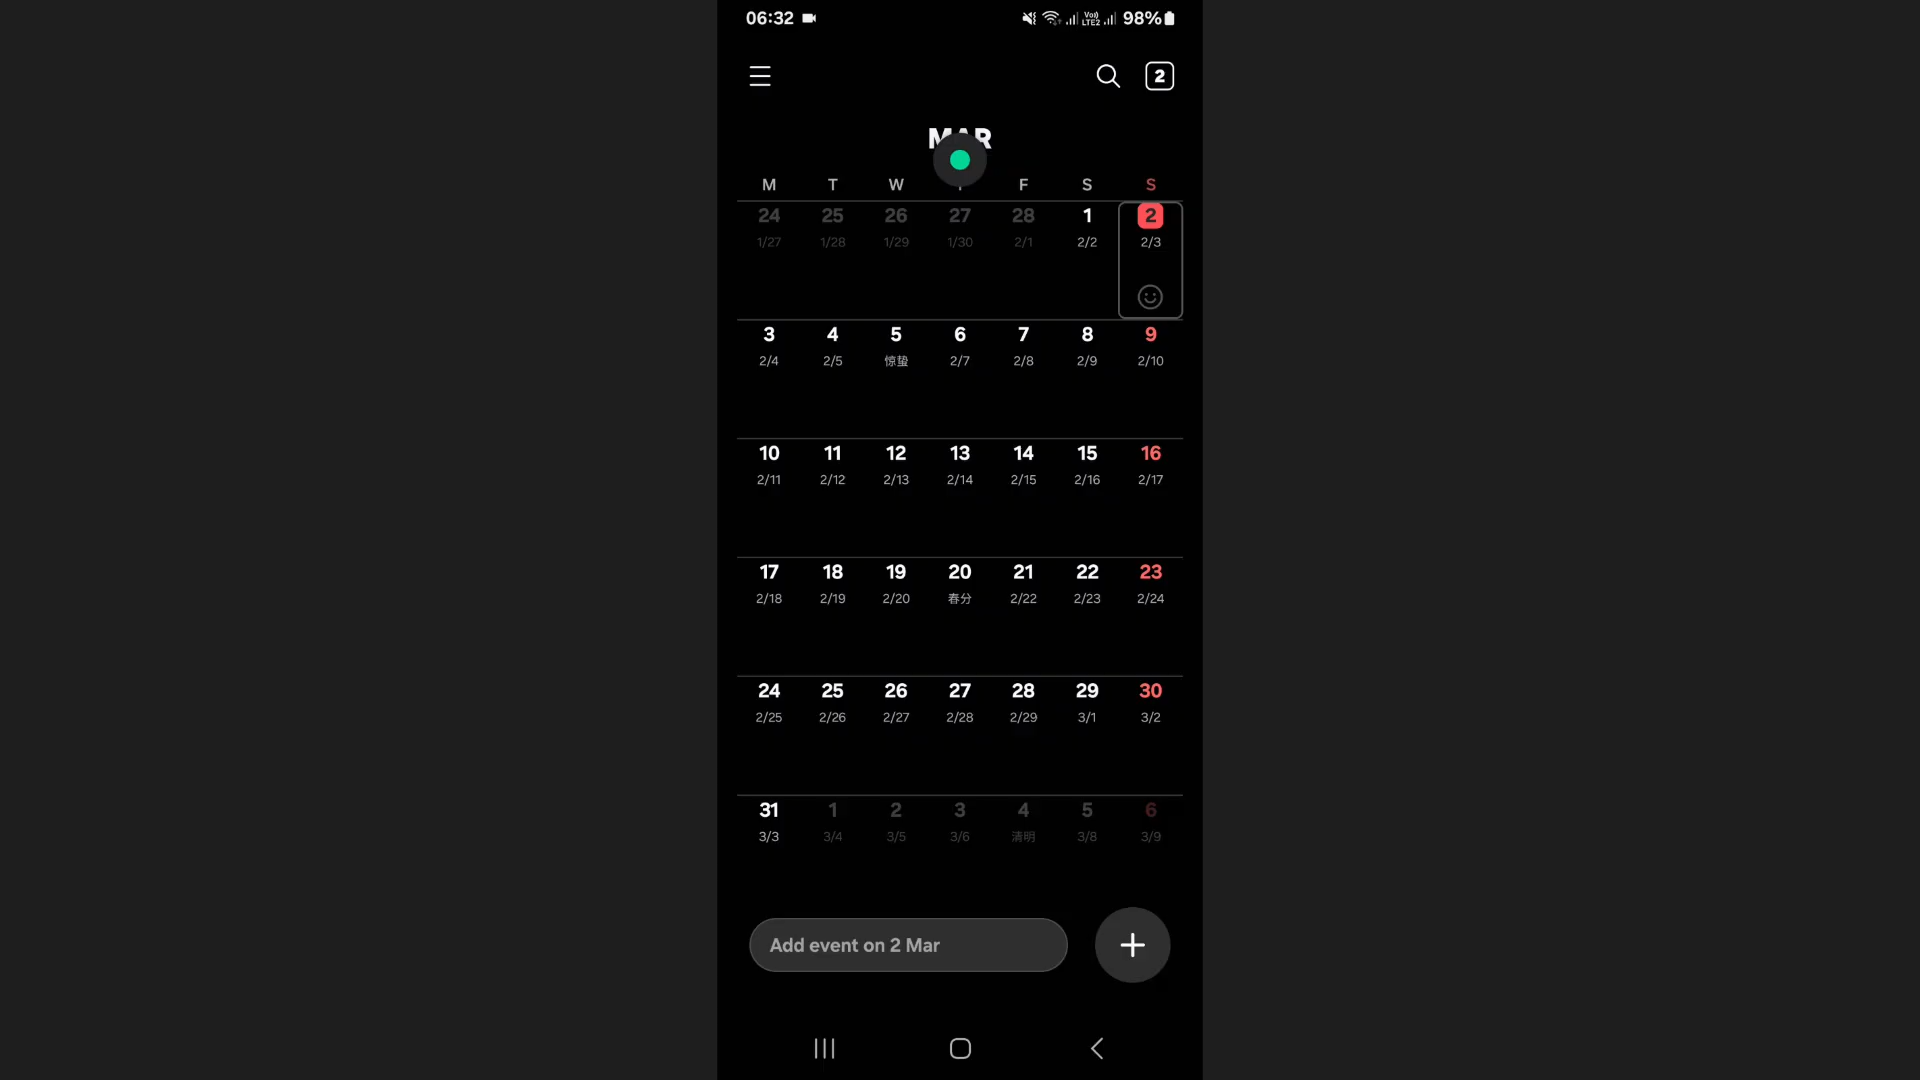 06:32 Vo)) LTE2 98%
2
MAR
M T W F S S
24 25 26 27 28 1 2
1/27 1/28 1/29 1/30 2/1 2/2 2/3
3 4 5 6 7 8 9
2/4 2/5 惊蛰 2/7 2/8 2/9 2/10
10 11 12 13 14 15 16
2/11 2/12 2/13 2/14 2/15 2/16 2/17
17 18 19 20 21 22 23
2/18 2/19 2/20 春分 2/22 2/23 2/24
24 25 26 27 28 29 30
2/25 2/26 2/27 2/28 2/29 3/1 3/2
31 1 2 3 4 5 6
3/3 3/4 3/5 3/6 清明 3/8 3/9
Add event on 2 Mar